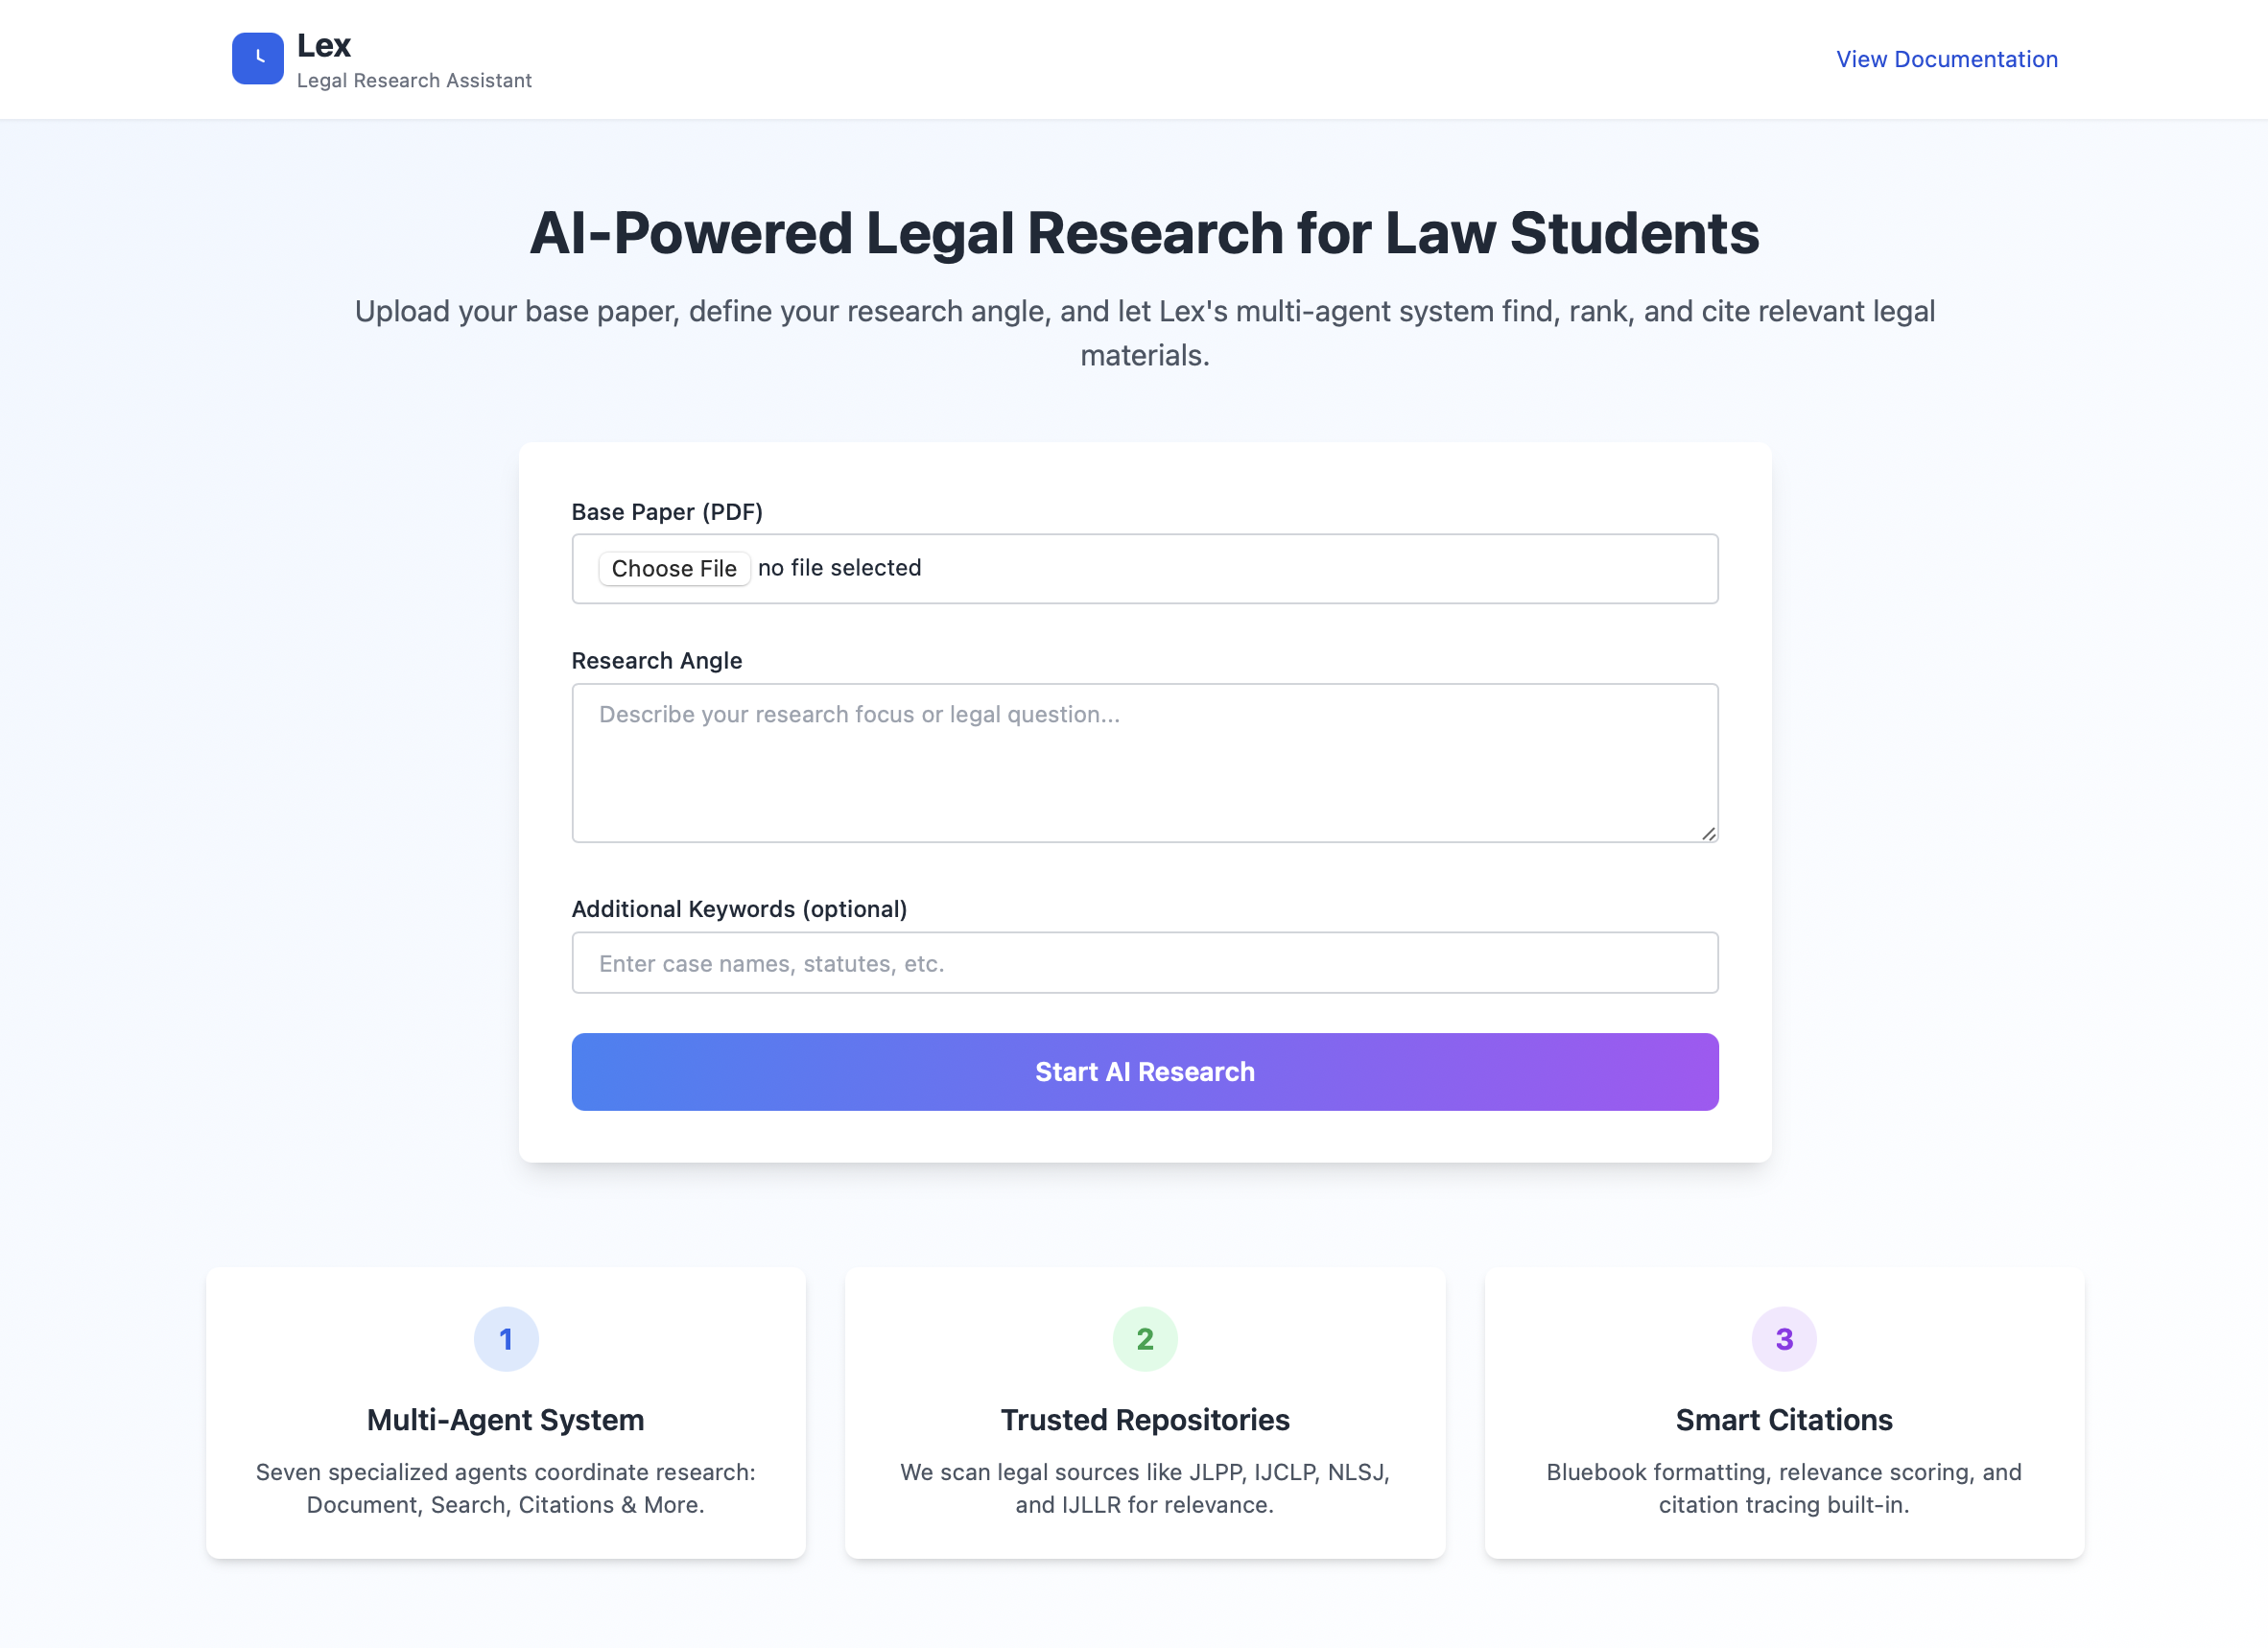 Lex
Legal Research Assistant
View Documentation
AI-Powered Legal Research for Law Students
Upload your base paper, define your research angle, and let Lex's multi-agent system find, rank, and cite relevant legal
materials.
Base Paper (PDF)
Choose File no file selected
Research Angle
Describe your research focus or legal question...
Additional Keywords (optional)
Enter case names, statutes, etc.
Start AI Research
1
Multi-Agent System
Seven specialized agents coordinate research:
Document, Search, Citations & More.
2
Trusted Repositories
We scan legal sources like JLPP, IJCLP, NLSJ,
and IJLLR for relevance.
3
Smart Citations
Bluebook formatting, relevance scoring, and
citation tracing built-in.